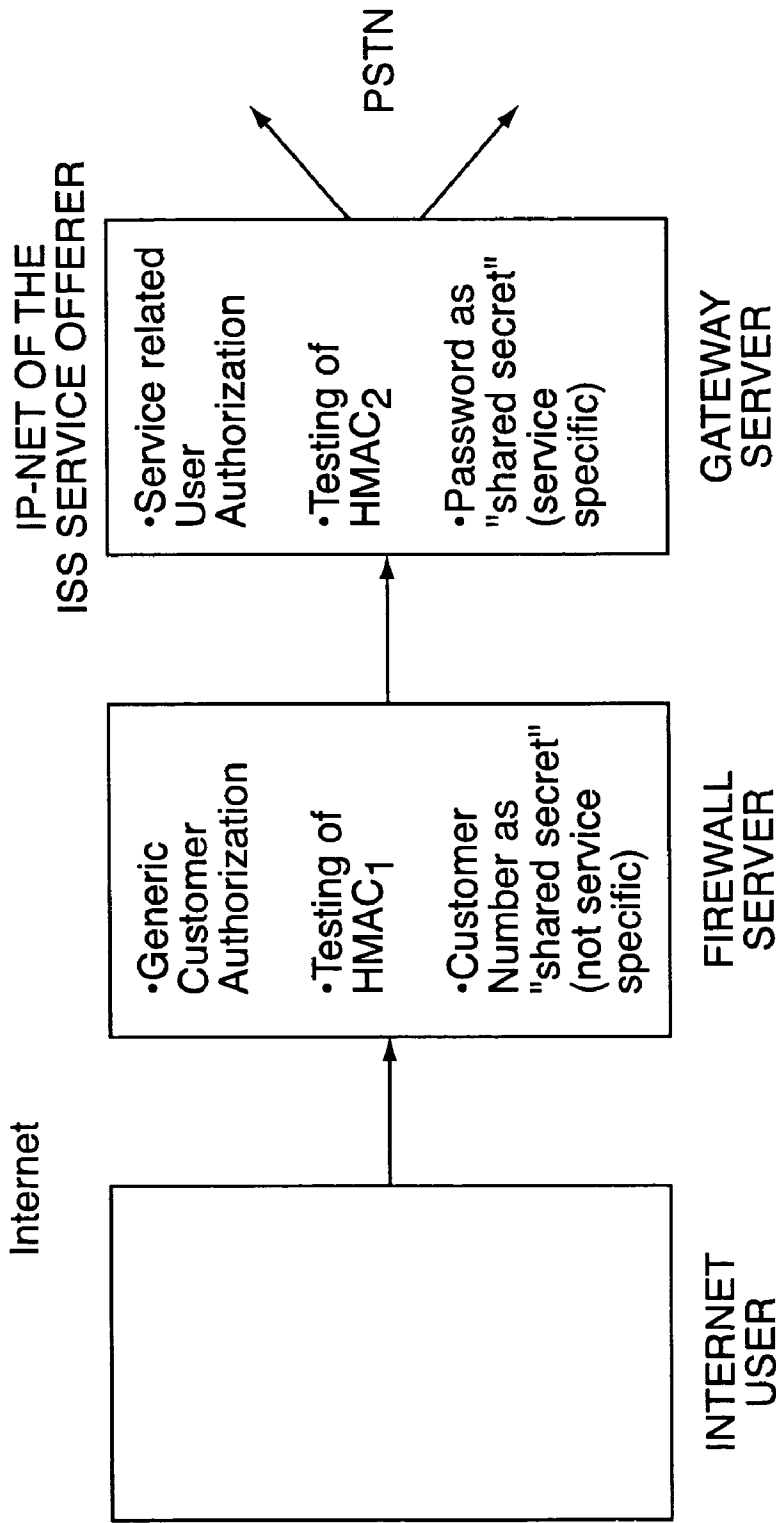 Internet
IP-NET OF THE
ISS SERVICE OFFERER
•Generic
Customer
Authorization
•Testing of
HMAC1
•Customer
Number as
"shared secret"
(not service
specific)
•Service related
User
Authorization
•Testing of
HMAC2
•Password as
"shared secret"
(service
specific)
PSTN
INTERNET
USER
FIREWALL
SERVER
GATEWAY
SERVER